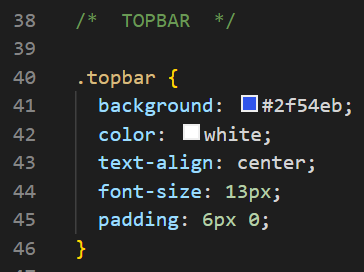 38 /*  TOPBAR  */
39
40 .topbar {
41   background: #2f54eb;
42   color: white;
43   text-align: center;
44   font-size: 13px;
45   padding: 6px 0;
46 }